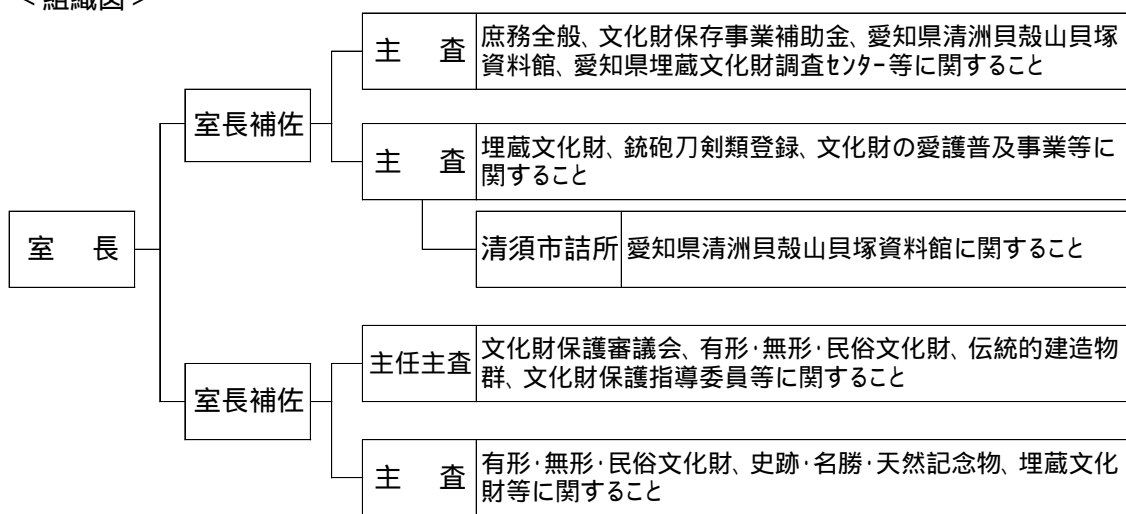 <組織図>
主 査
庶務全般、文化財保存事業補助金、愛知県清洲貝殻山貝塚
資料館、愛知県埋蔵文化財調査ｾﾝﾀｰ等に関すること
室長補佐
主 査
埋蔵文化財、銃砲刀剣類登録、文化財の愛護普及事業等に
関すること
清須市詰所
愛知県清洲貝殻山貝塚資料館に関すること
室 長
主任主査
文化財保護審議会、有形･無形･民俗文化財、伝統的建造物
群、文化財保護指導委員等に関すること
室長補佐
主 査
有形･無形･民俗文化財、史跡･名勝･天然記念物、埋蔵文化
財等に関すること